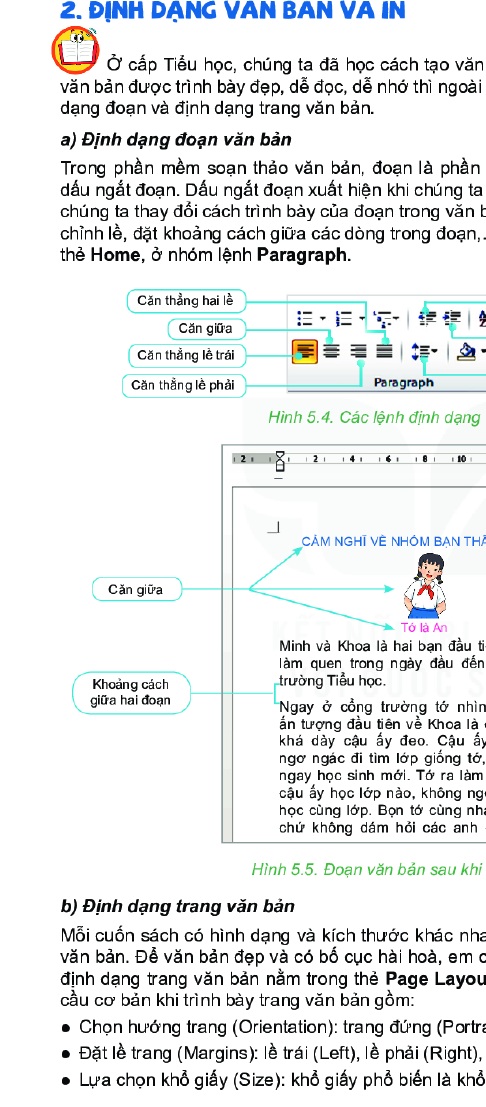 2. ĐỊNH DẠNG VĂN BẢN VÀ IN
Ở cấp Tiểu học, chúng ta đã học cách tạo văn
văn bản được trình bày đẹp, dễ đọc, dễ nhớ thì ngoài
dạng đoạn và định dạng trang văn bản.
a) Định dạng đoạn văn bản
Trong phần mềm soạn thảo văn bản, đoạn là phần
dấu ngắt đoạn. Dấu ngắt đoạn xuất hiện khi chúng ta
chúng ta thay đổi cách trình bày của đoạn trong văn b
chỉnh lề, đặt khoảng cách giữa các dòng trong đoạn,.
thẻ Home, ở nhóm lệnh Paragraph.
Căn thẳng hai lề
Căn giữa
Căn thẳng lề trái
Căn thẳng lề phải
Paragraph
Hình 5.4. Các lệnh định dạng
2 2 4 6 8 10
CẢM NGHĨ VỀ NHÓM BẠN THÂ
Căn giữa
Tớ là An
Minh và Khoa là hai bạn đầu ti
làm quen trong ngày đầu đến
trường Tiểu học.
Khoảng cách
giữa hai đoạn
Ngay ở cổng trường tớ nhìn
ấn tượng đầu tiên về Khoa là
khá dày cậu ấy đeo. Cậu ấy
ngơ ngác đi tìm lớp giống tớ,
ngay học sinh mới. Tớ ra làm
cậu ấy học lớp nào, không ngờ
học cùng lớp. Bọn tớ cùng nha
chứ không dám hỏi các anh
Hình 5.5. Đoạn văn bản sau khi
b) Định dạng trang văn bản
Mỗi cuốn sách có hình dạng và kích thước khác nha
văn bản. Để văn bản đẹp và có bố cục hài hoà, em c
định dạng trang văn bản nằm trong thẻ Page Layou
cầu cơ bản khi trình bày trang văn bản gồm:
• Chọn hướng trang (Orientation): trang đứng (Portra
• Đặt lề trang (Margins): lề trái (Left), lề phải (Right),
• Lựa chọn khổ giấy (Size): khổ giấy phổ biến là khổ